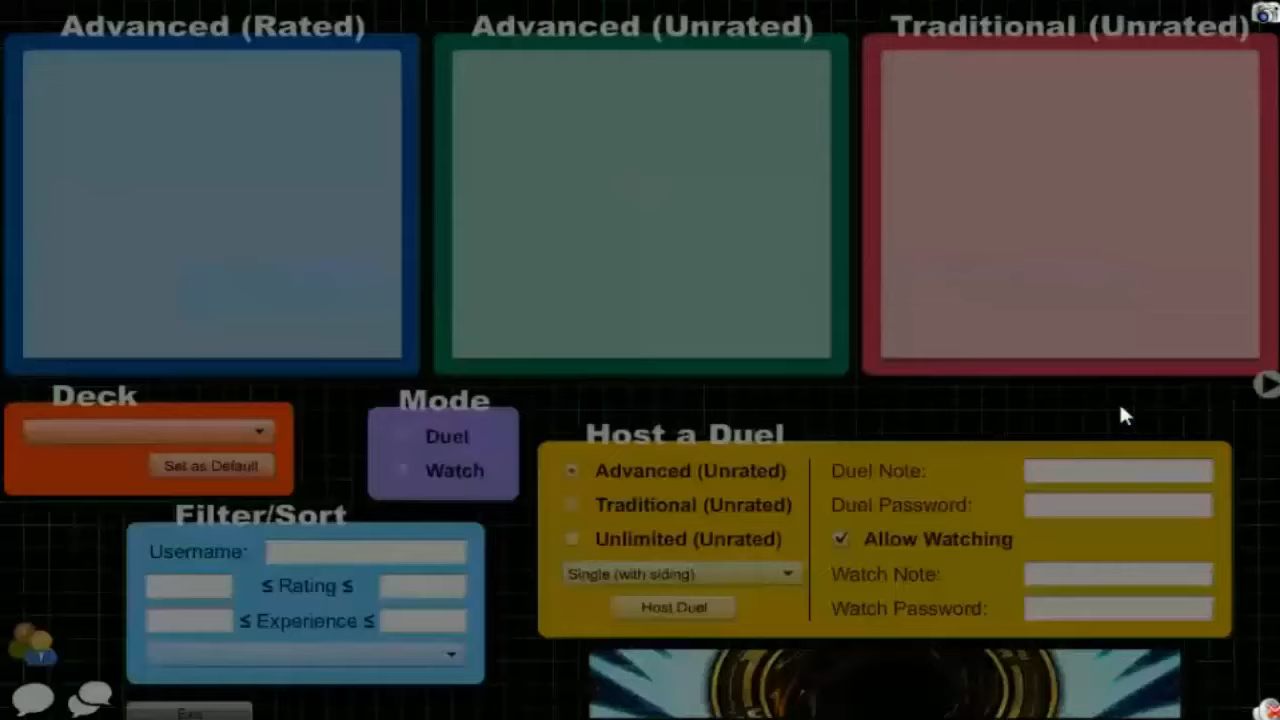 Advanced (Rated)
Advanced (Unrated)
Traditional (Unrated)
Deck
Set as Default
Mode
Duel
Watch
Filter/Sort
Username:
≤ Rating ≤
≤ Experience ≤
Host a Duel
Advanced (Unrated)
Traditional (Unrated)
Unlimited (Unrated)
Single (with siding)
Host Duel
Duel Note:
Duel Password:
Allow Watching
Watch Note:
Watch Password: